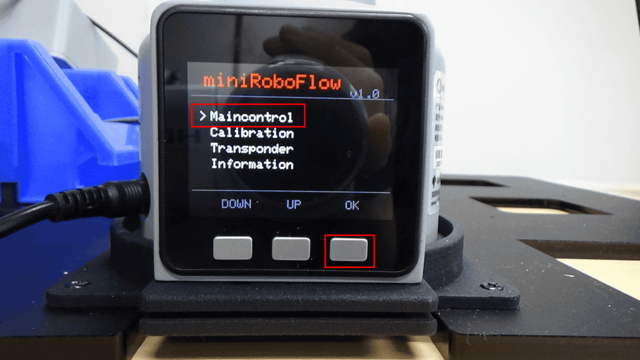 miniRoboFlow
v1.0
>Maincontrol
Calibration
Transponder
Information
DOWN UP OK